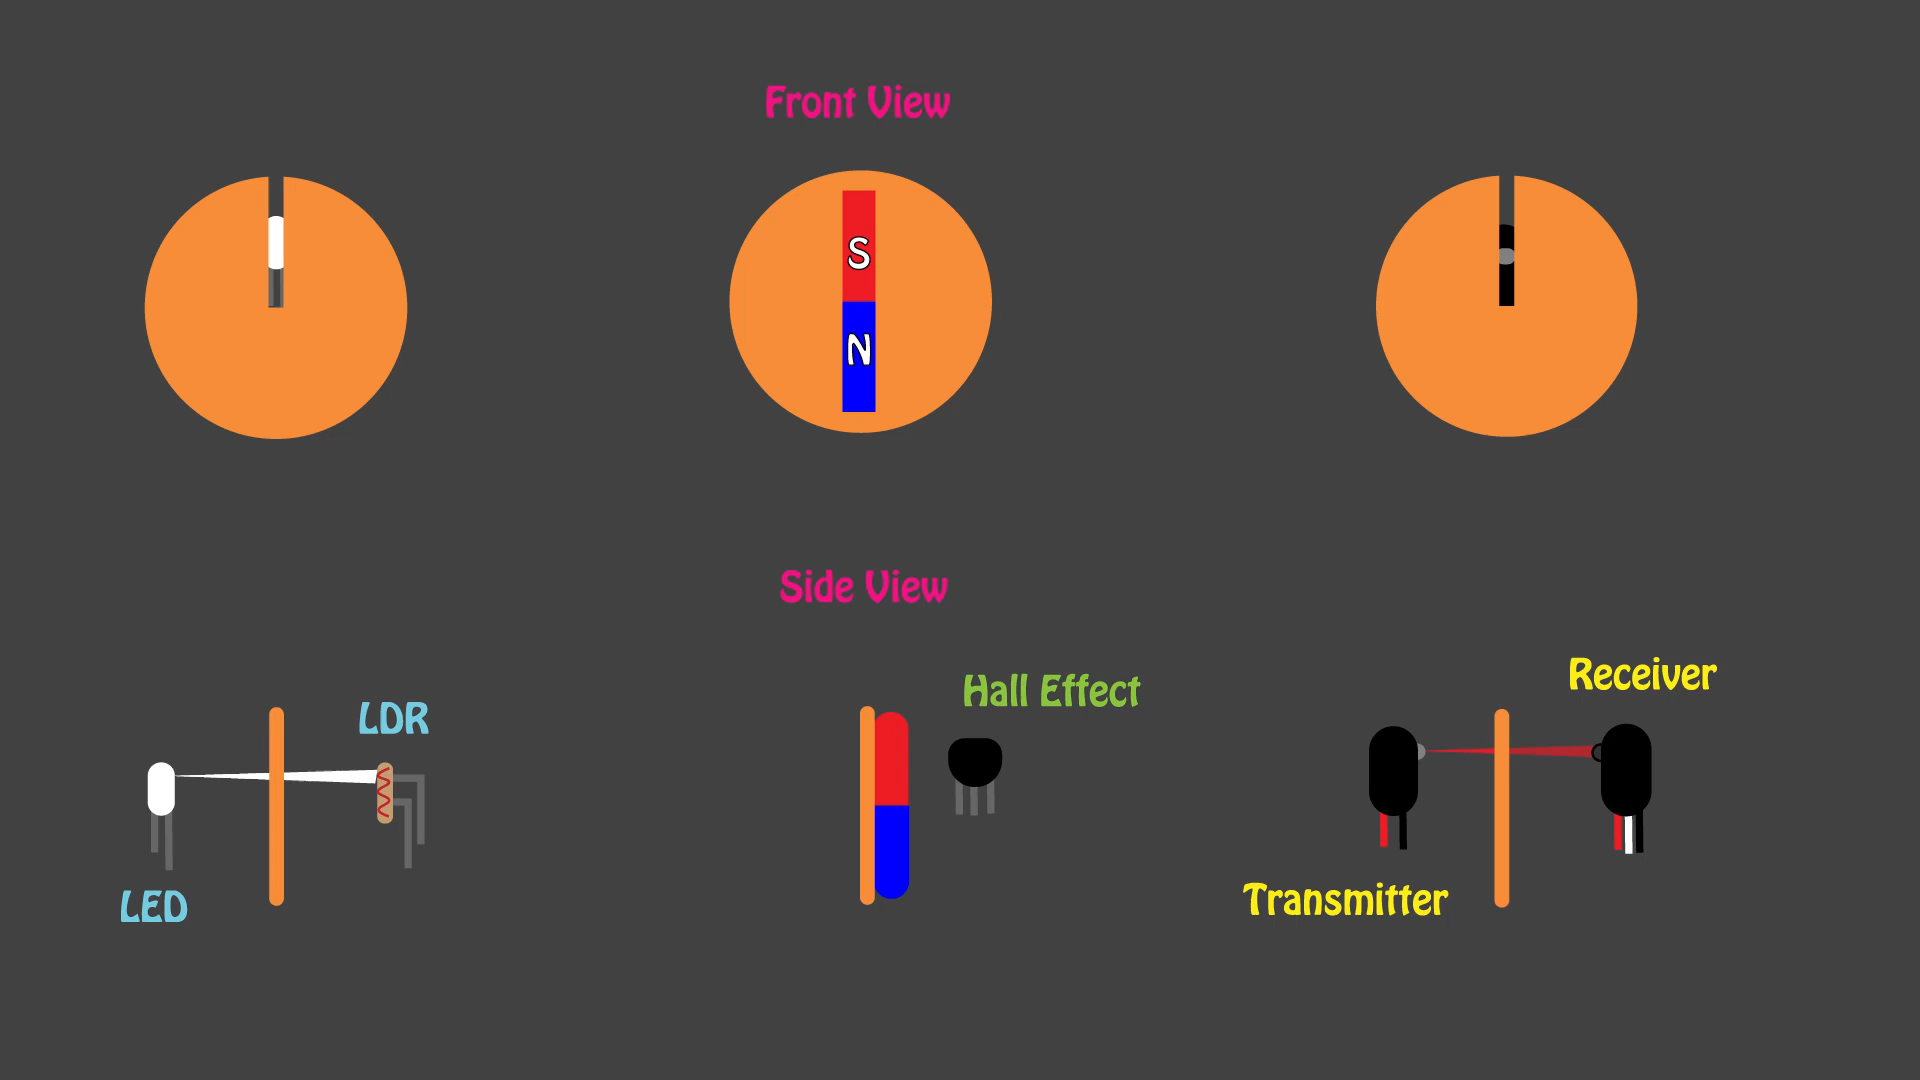 Front View
S
N
Side View
Hall Effect
Receiver
LDR
LED
Transmitter